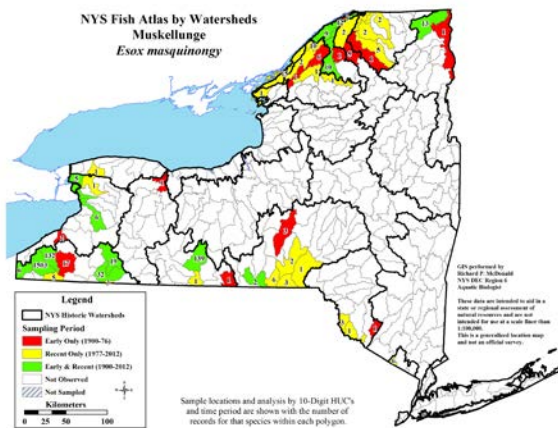 NYS Fish Atlas by Watersheds
Muskellunge
Esox masquinongy
GIS performed by
Richard P. McDonald
NYS DEC Region 6
Aquatic Biologist
These data are intended to aid in a
state or regional assessment of
natural resources and are not
intended for use at a scale finer than
1:100,000.
This is a generalized location map
and not an official survey.
Legend
NYS Historic Watersheds
Sampling Period
Early Only (1900-76)
Recent Only (1977-2012)
Early & Recent (1900-2012)
Not Observed
Not Sampled
Kilometers
0 25 50 100
Sample locations and analysis by 10-Digit HUC's
and time period are shown with the number of
records for that species within each polygon.